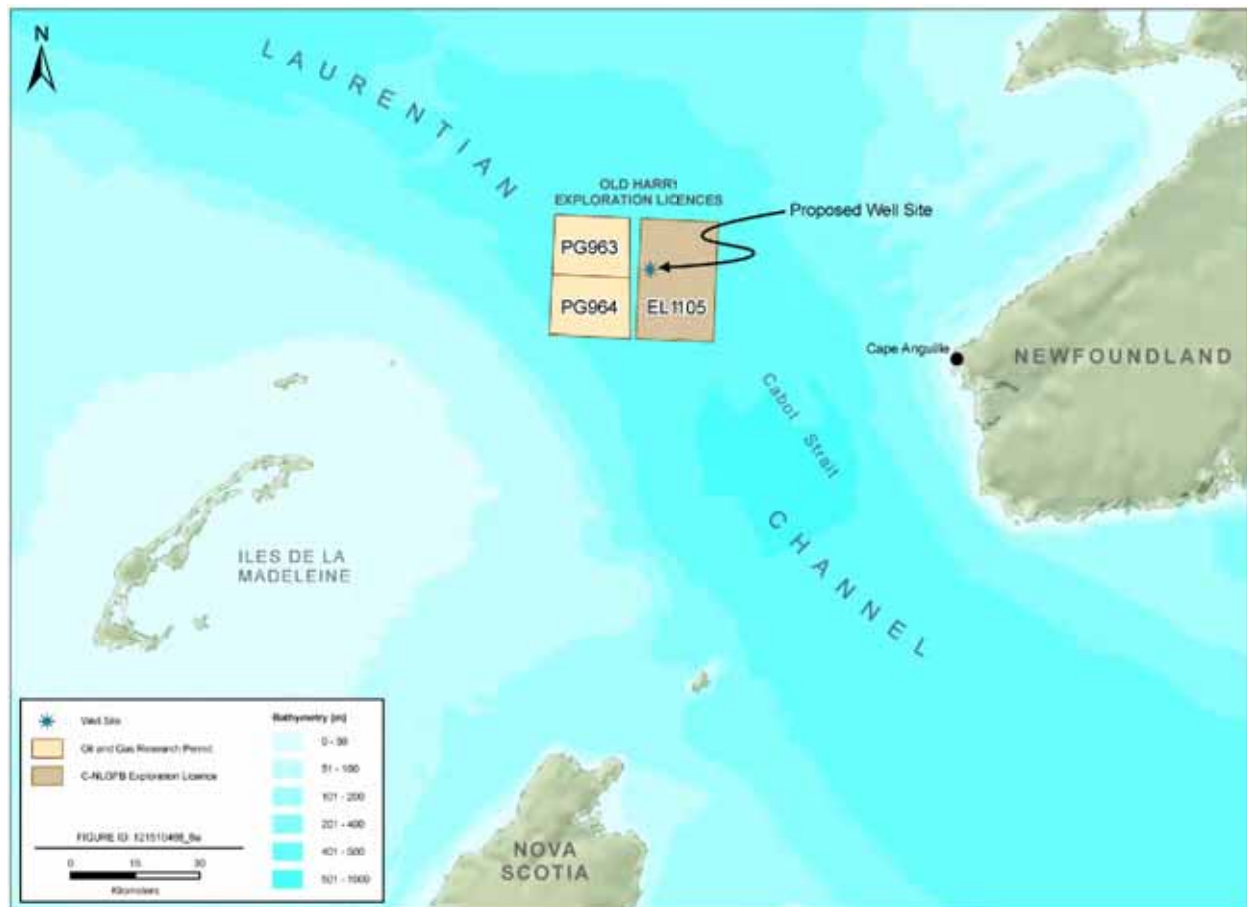 N
LAURENTIAN
OLD HARRY
EXPLORATION LICENCES
Proposed Well Site
PG963
PG964
EL1105
Cape Anguille
NEWFOUNDLAND
Cabot Strait
CHANNEL
ILES DE LA
MADELEINE
NOVA
SCOTIA
Well Site
Oil and Gas Research Permit
C-NLOPB Exploration Licence
0 15 30
Kilometers
Bathymetry (m)
51 - 100
101 - 200
201 - 400
401 - 500
501 - 1000